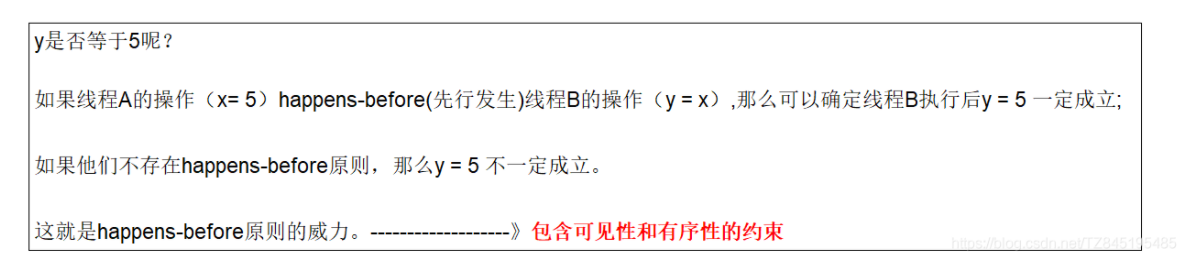 y是否等于5呢？
如果线程A的操作（x= 5）happens-before(先行发生)线程B的操作（y = x）,那么可以确定线程B执行后y = 5 一定成立;
如果他们不存在happens-before原则，那么y = 5 不一定成立。
这就是happens-before原则的威力。-------------------》包含可见性和有序性的约束
https://blog.csdn.net/TZ845195485